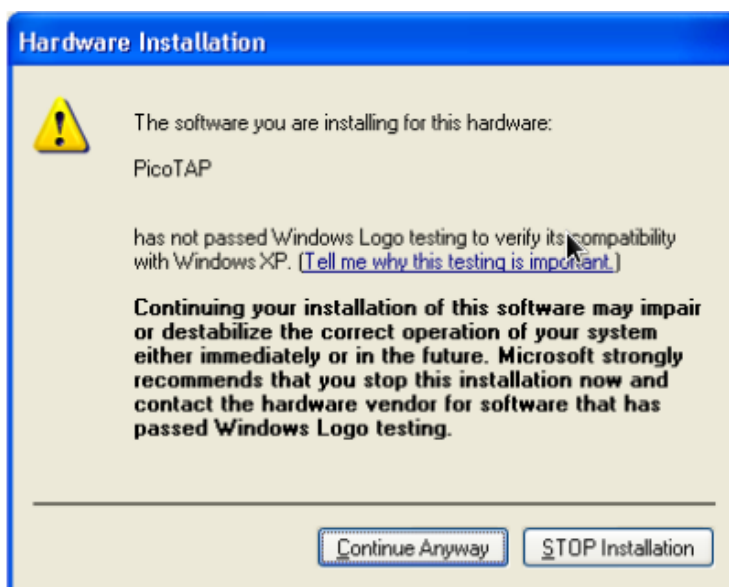 Hardware Installation
The software you are installing for this hardware:
PicoTAP
has not passed Windows Logo testing to verify its compatibility
with Windows XP. (Tell me why this testing is important.)
Continuing your installation of this software may impair
or destabilize the correct operation of your system
either immediately or in the future. Microsoft strongly
recommends that you stop this installation now and
contact the hardware vendor for software that has
passed Windows Logo testing.
Continue Anyway
STOP Installation